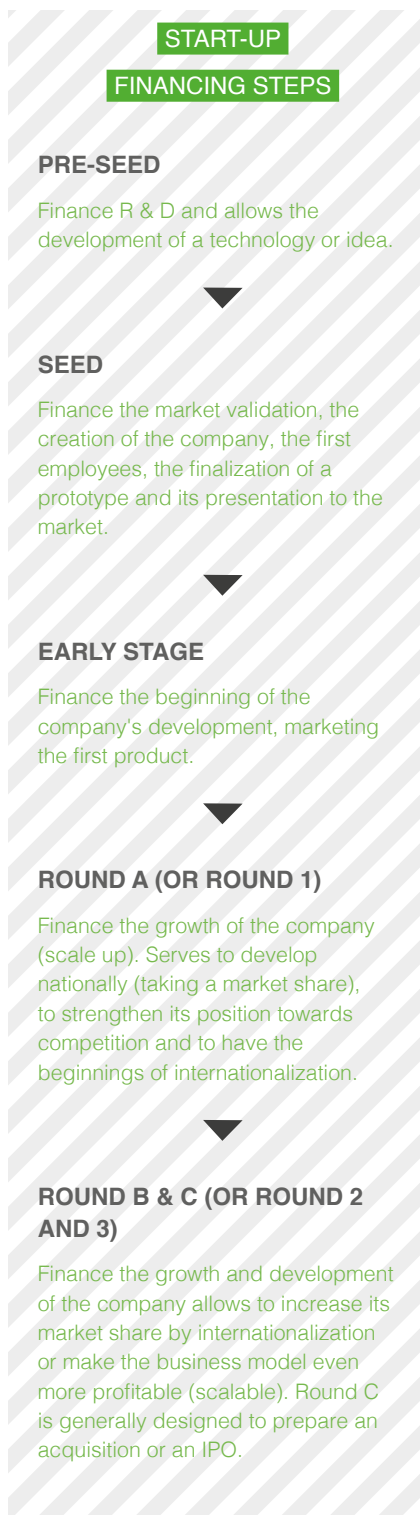 START-UP
FINANCING STEPS
PRE-SEED
Finance R & D and allows the
development of a technology or idea.
SEED
Finance the market validation, the
creation of the company, the first
employees, the finalization of a
prototype and its presentation to the
market.
EARLY STAGE
Finance the beginning of the
company's development, marketing
the first product.
ROUND A (OR ROUND 1)
Finance the growth of the company
(scale up). Serves to develop
nationally (taking a market share),
to strengthen its position towards
competition and to have the
beginnings of internationalization.
ROUND B & C (OR ROUND 2
AND 3)
Finance the growth and development
of the company allows to increase its
market share by internationalization
or make the business model even
more profitable (scalable). Round C
is generally designed to prepare an
acquisition or an IPO.